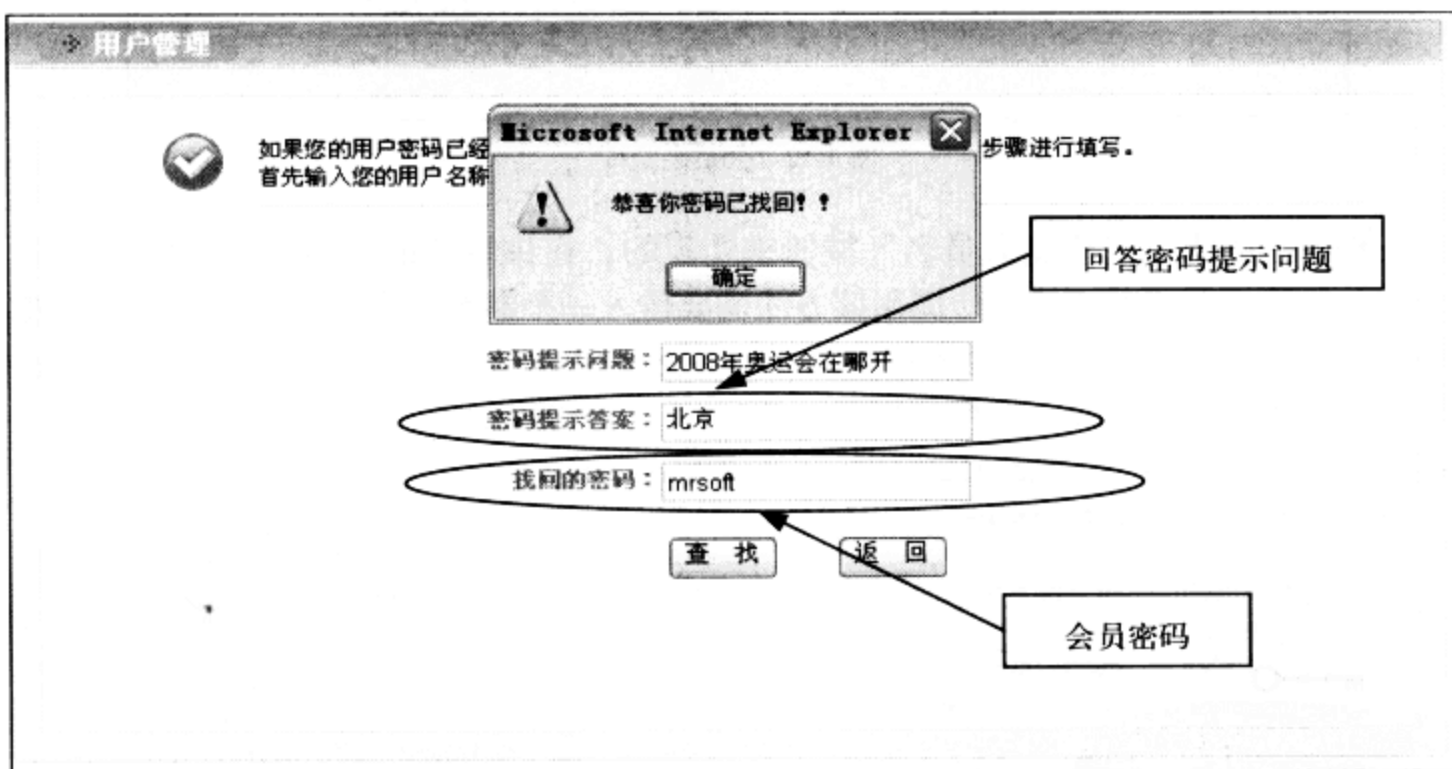 用户管理
如果您的用户密码已经
步骤进行填写。
首先输入您的用户名称
Microsoft Internet Explorer
恭喜你密码已找回！！
确定
回答密码提示问题
密码提示问题：2008年奥运会在哪开
密码提示答案：北京
找回的密码：mrsoft
查 找
返 回
会员密码